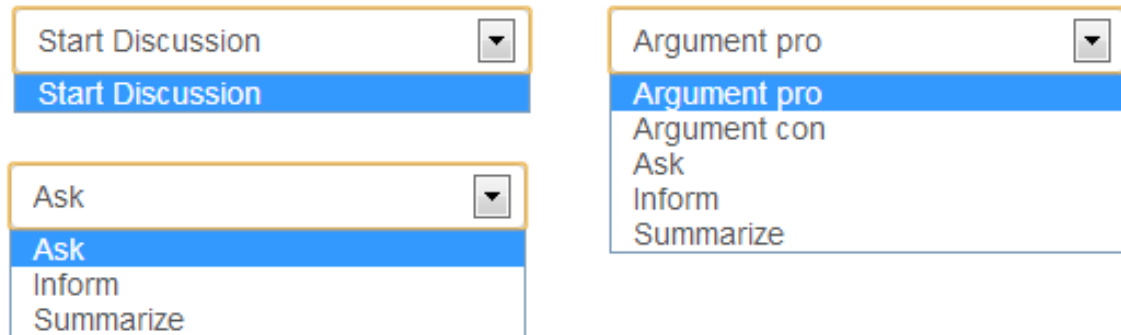 Start Discussion
Start Discussion
Ask
Ask
Inform
Summarize
Argument pro
Argument pro
Argument con
Ask
Inform
Summarize